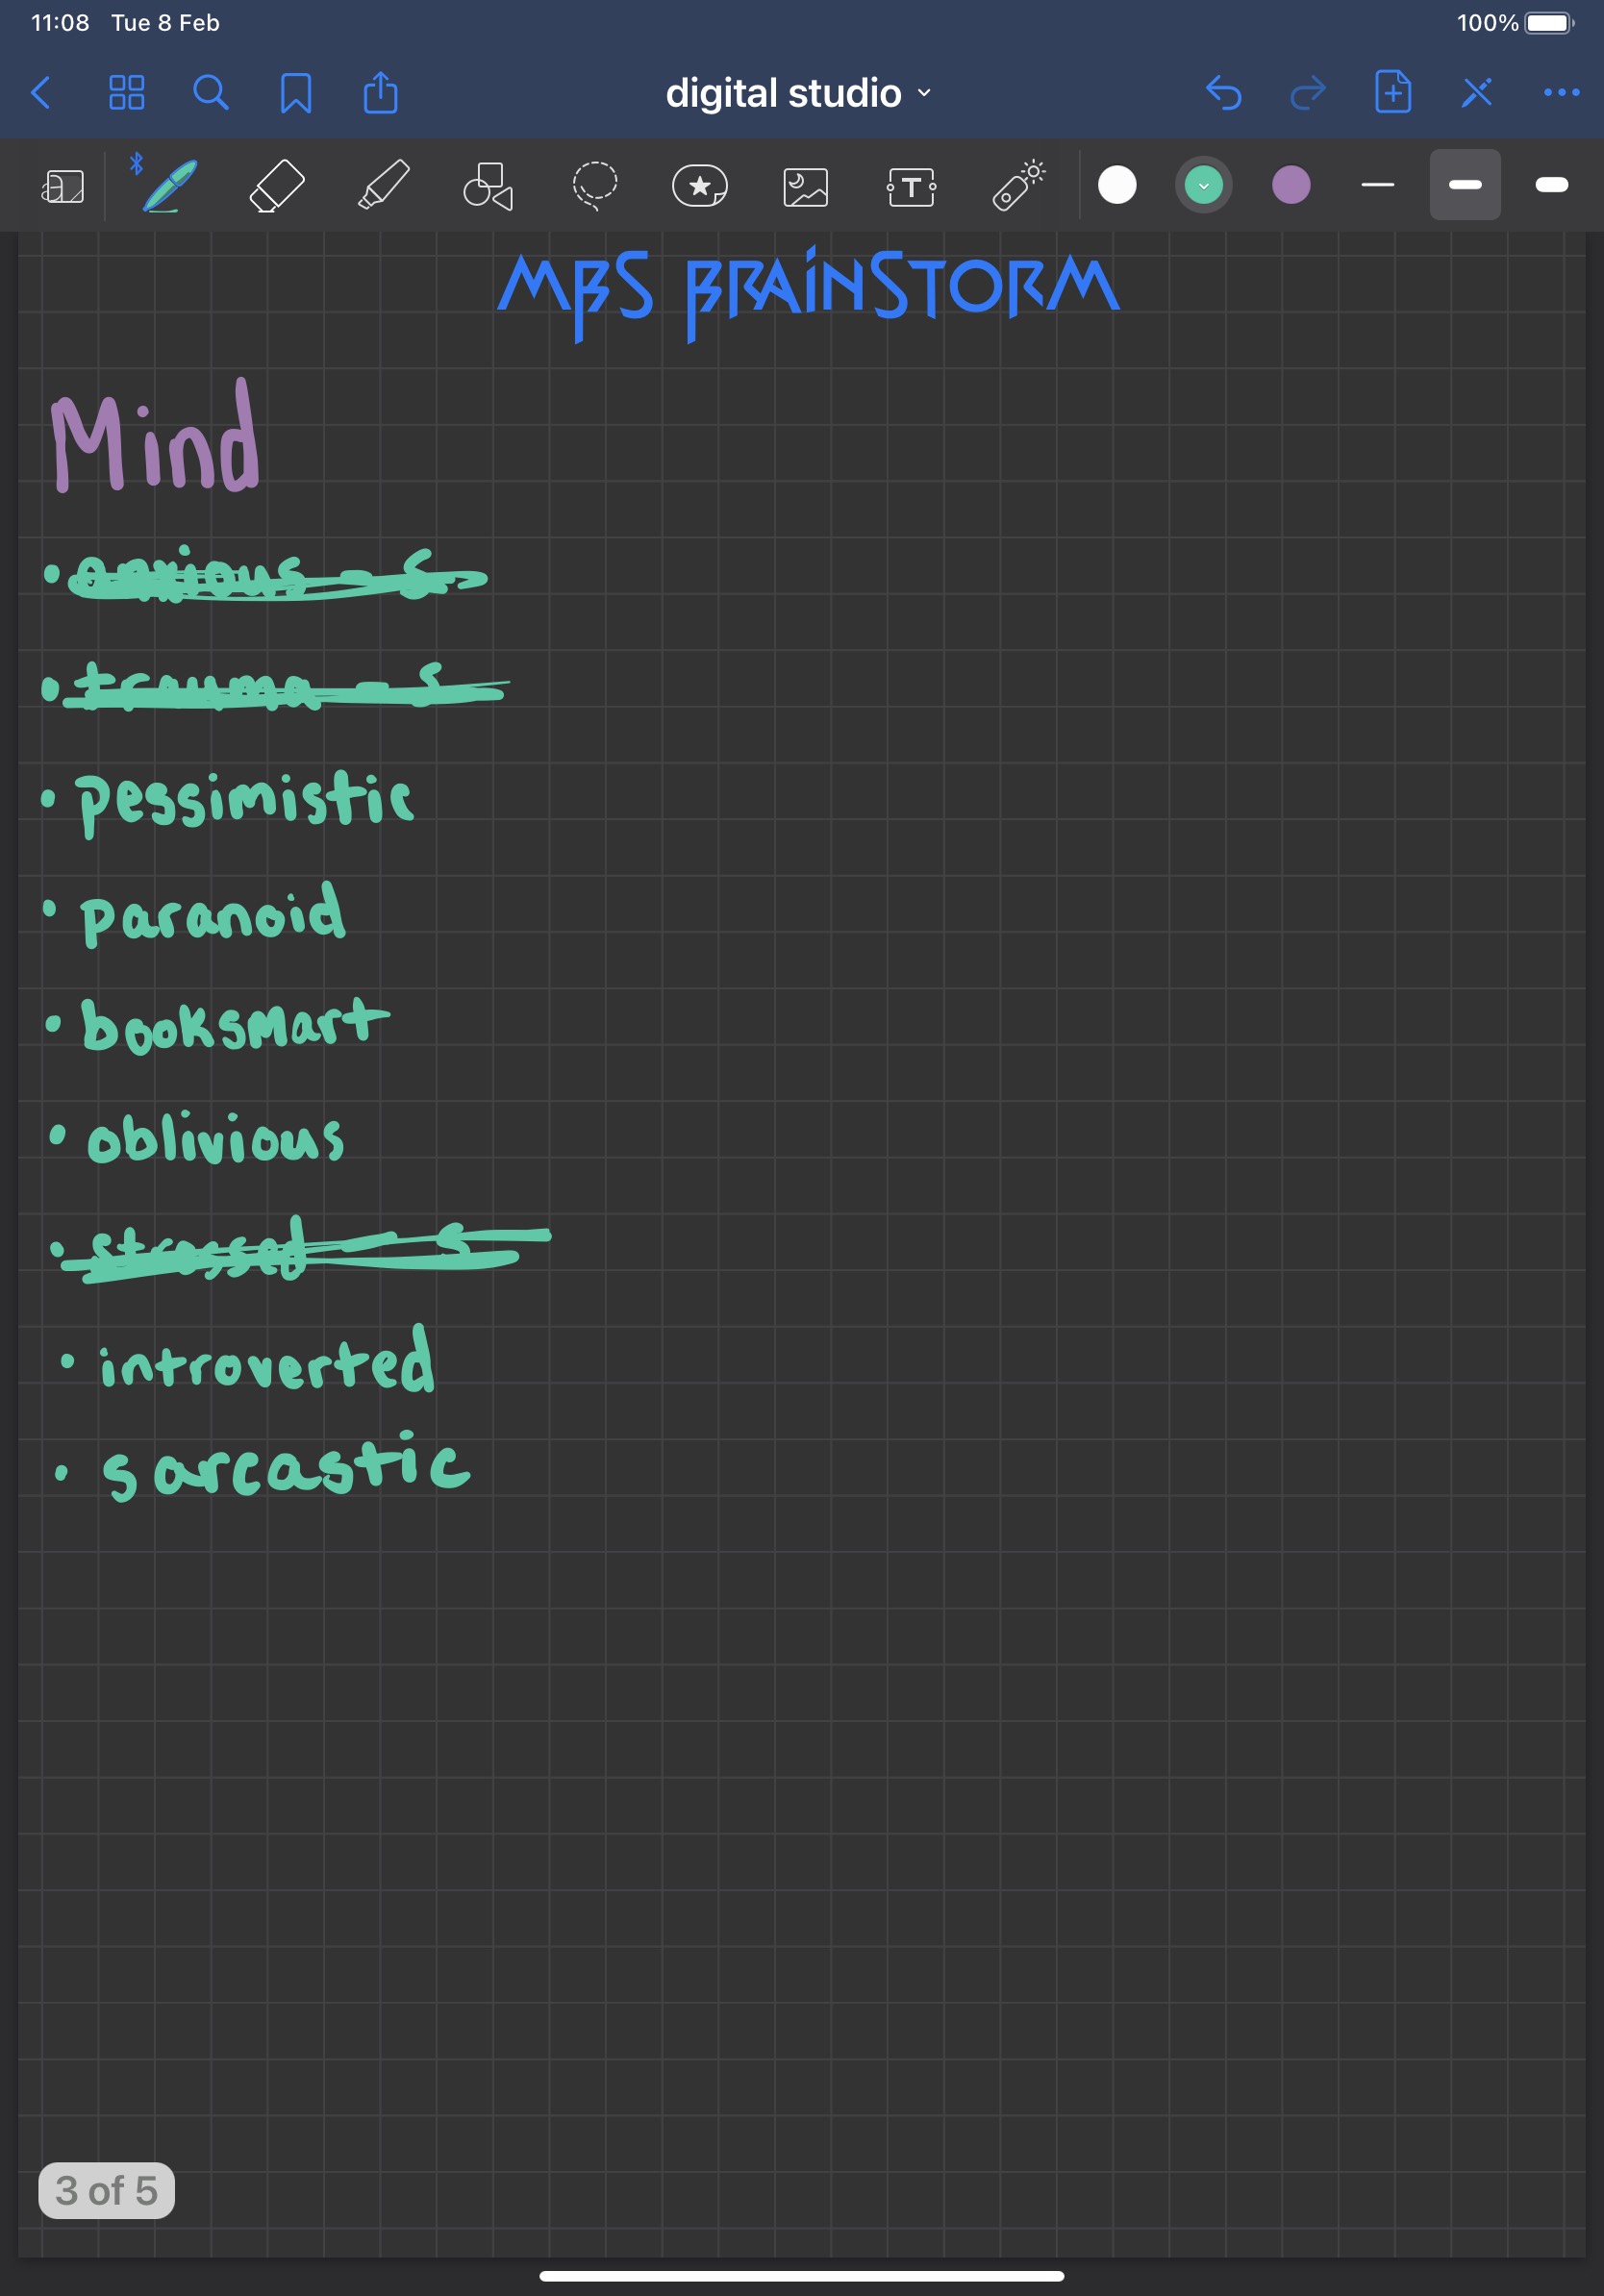 11:08 Tue 8 Feb 100%
digital studio
MBS BRAINSTORM
Mind
• anxious - S
• trauma - S
• pessimistic
• paranoid
• booksmart
• oblivious
• stressed - S
• introverted
• sarcastic
3 of 5